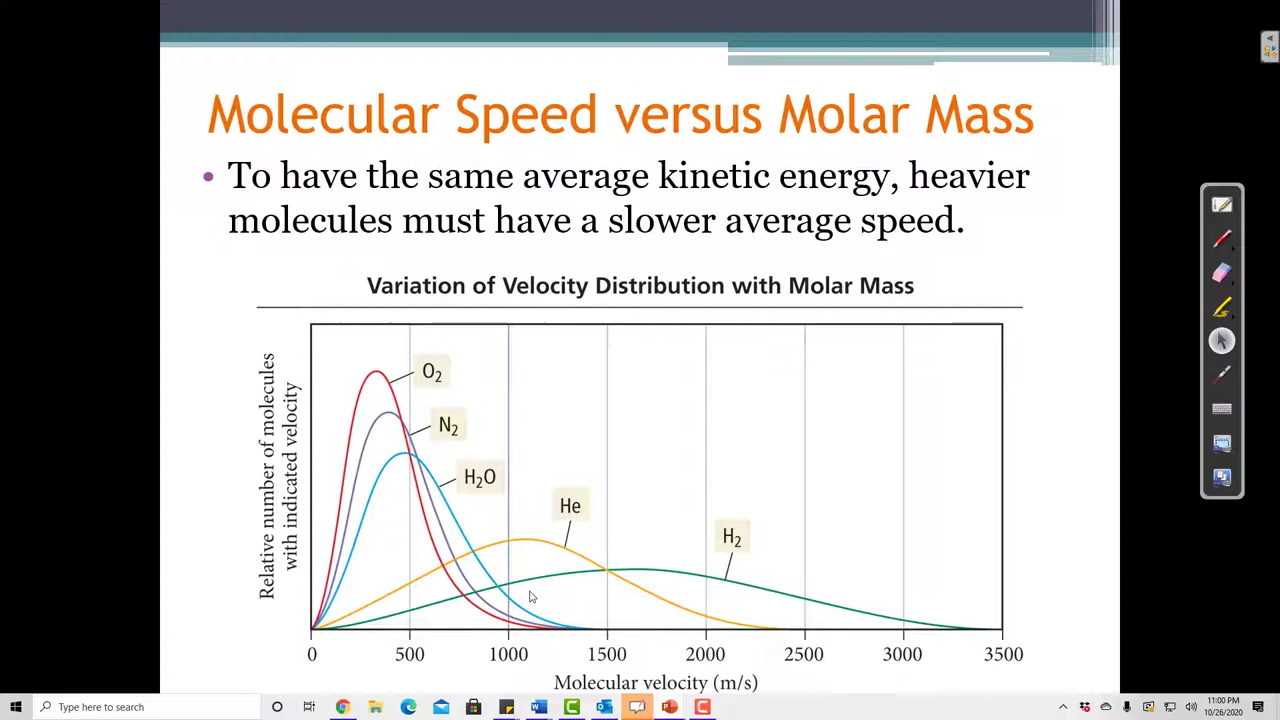 Molecular Speed versus Molar Mass
• To have the same average kinetic energy, heavier
molecules must have a slower average speed.
Variation of Velocity Distribution with Molar Mass
Relative number of molecules
with indicated velocity
O₂
N₂
H₂O
He
H₂
0 500 1000 1500 2000 2500 3000 3500
Molecular velocity (m/s)
Type here to search
11:00 PM
10/26/2020